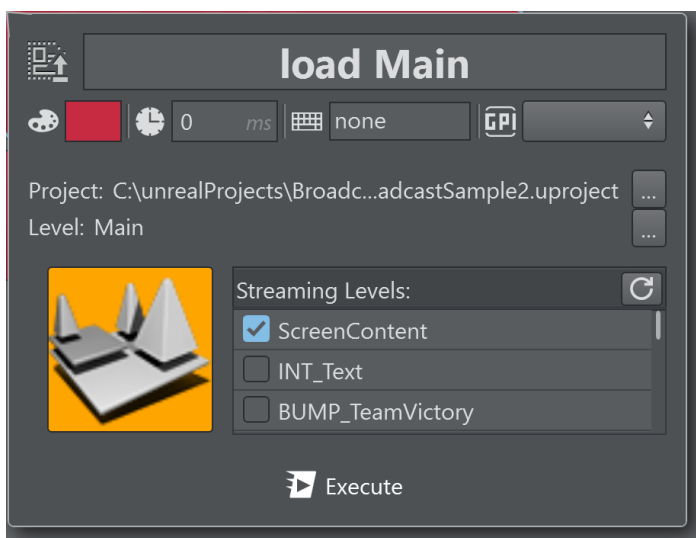 load Main
0 ms none GPI
Project: C:\unrealProjects\Broadc...adcastSample2.uproject ...
Level: Main ...
Streaming Levels:
ScreenContent
INT_Text
BUMP_TeamVictory
Execute